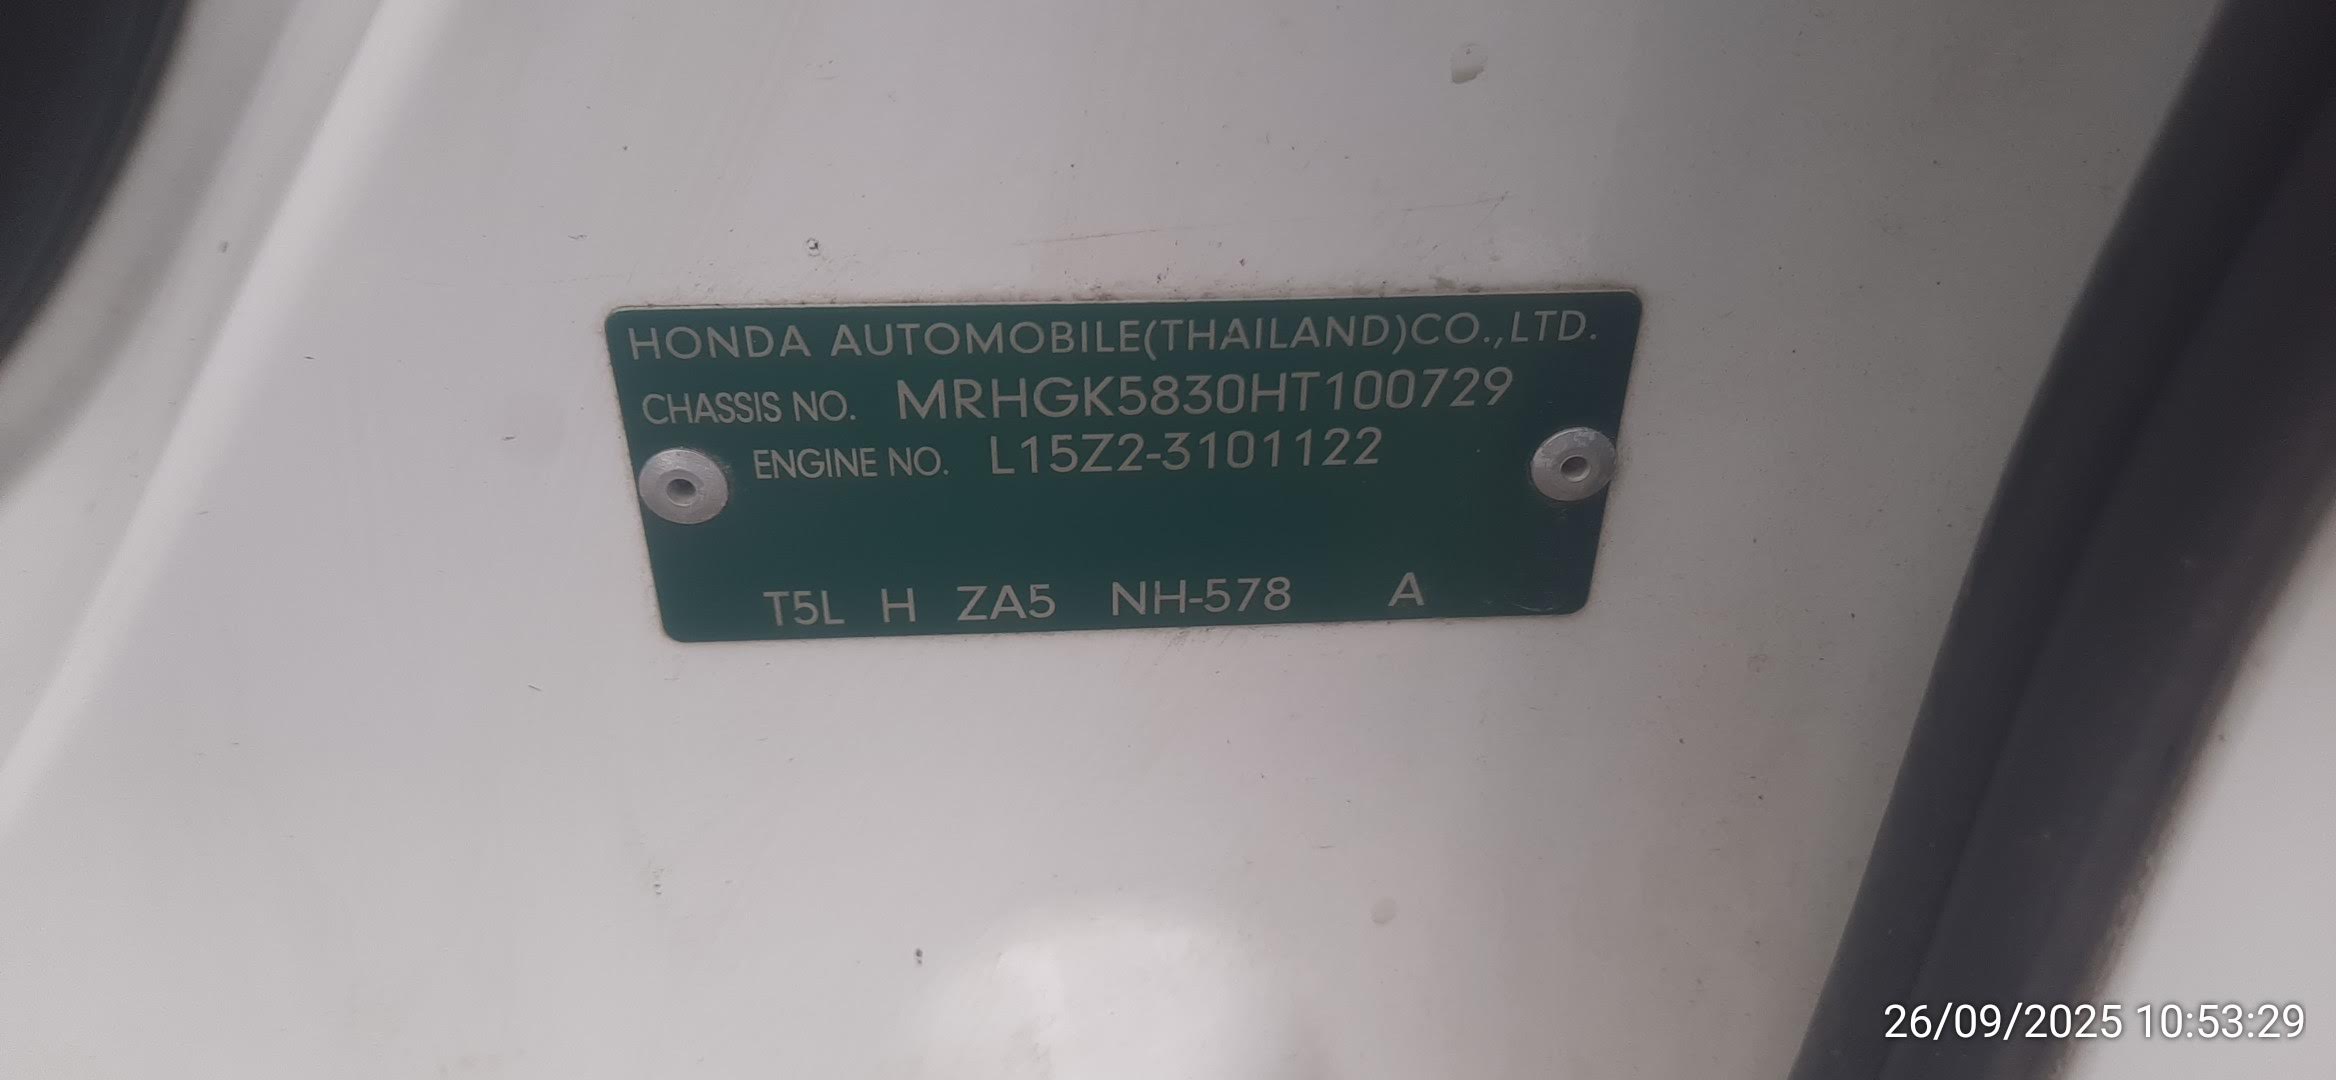 HONDA AUTOMOBILE(THAILAND)CO.,LTD.
CHASSIS NO. MRHGK5830HT100729
ENGINE NO. L15Z2-3101122
T5L H ZA5 NH-578 A
26/09/2025 10:53:29